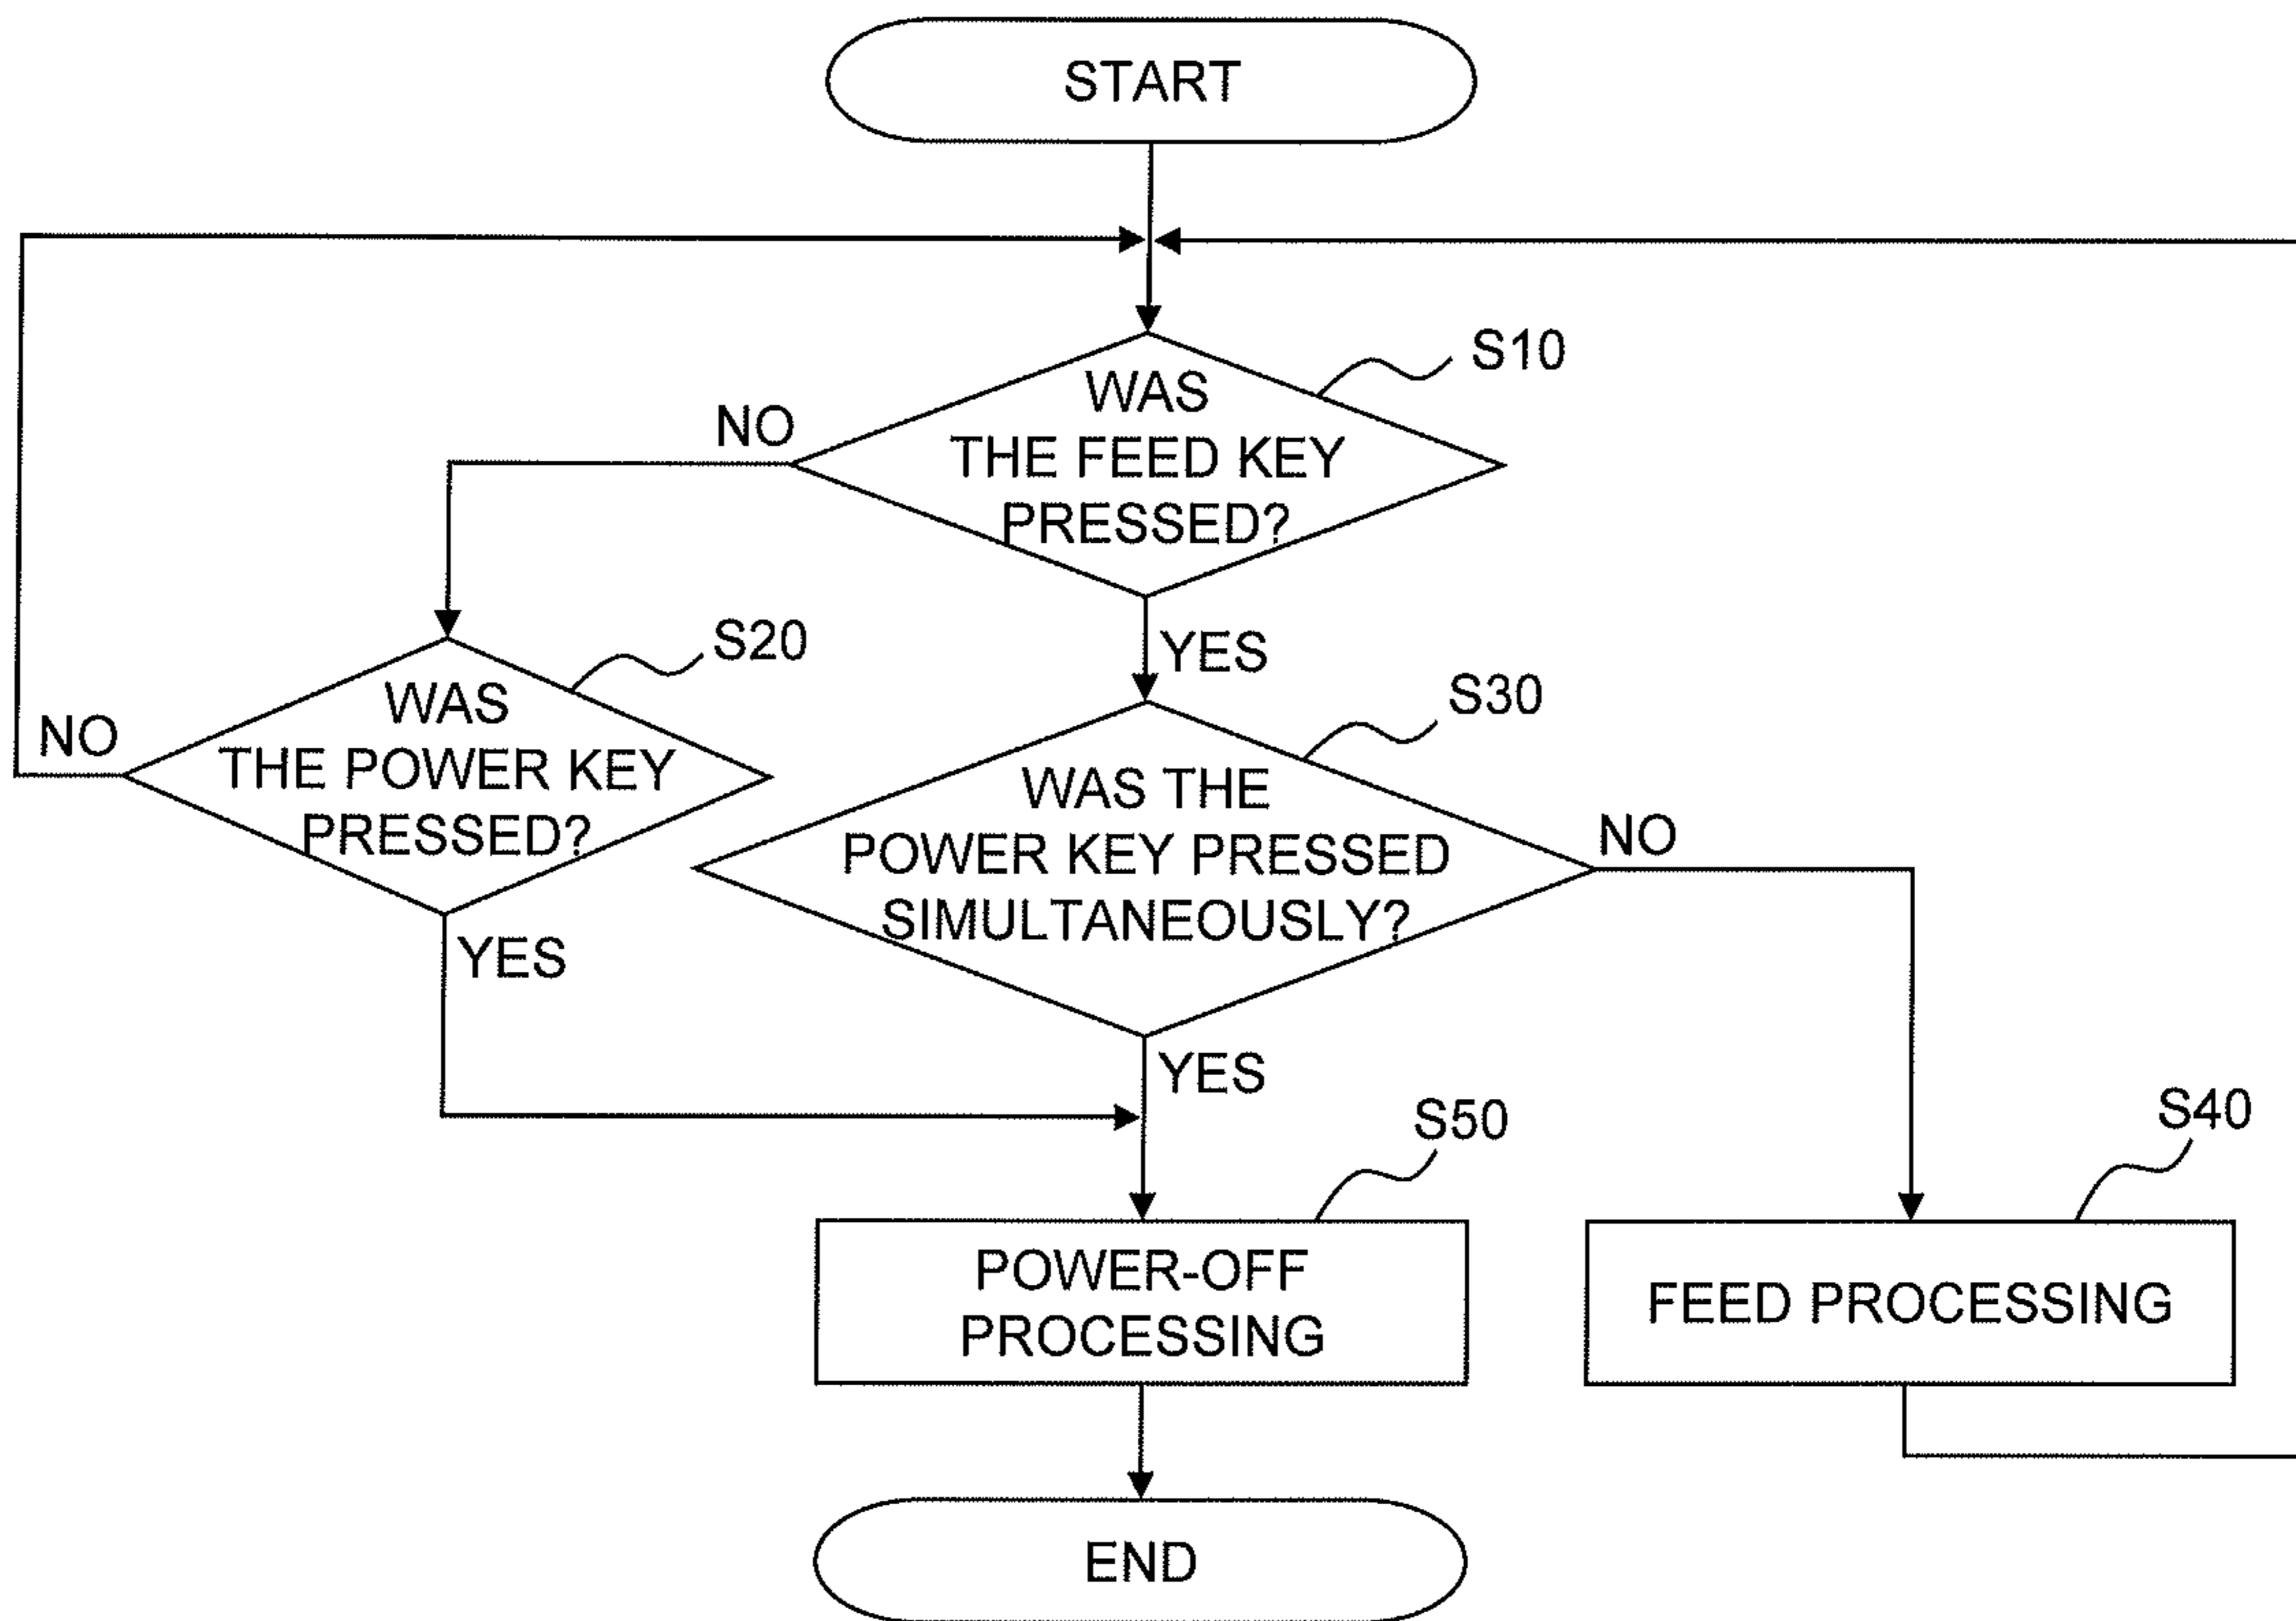 START
S10
WAS
THE FEED KEY
PRESSED?
NO
YES
S20
WAS
THE POWER KEY
PRESSED?
NO
YES
S30
WAS THE
POWER KEY PRESSED
SIMULTANEOUSLY?
NO
YES
S50
POWER-OFF
PROCESSING
S40
FEED PROCESSING
END